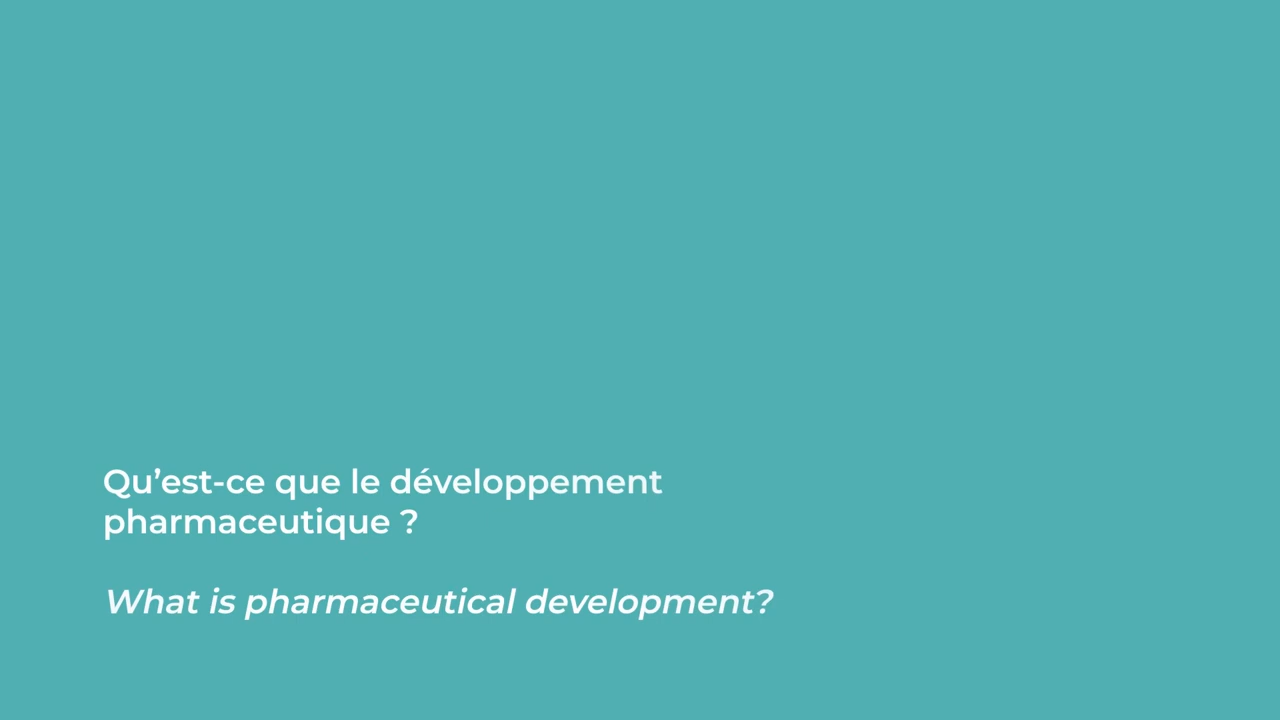 Qu’est-ce que le développement
pharmaceutique ?
What is pharmaceutical development?